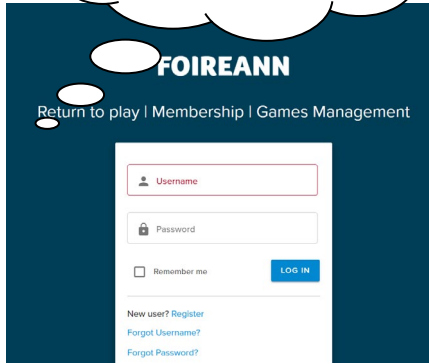 FOIREANN
Return to play | Membership | Games Management
Username
Password
Remember me
LOG IN
New user? Register
Forgot Username?
Forgot Password?